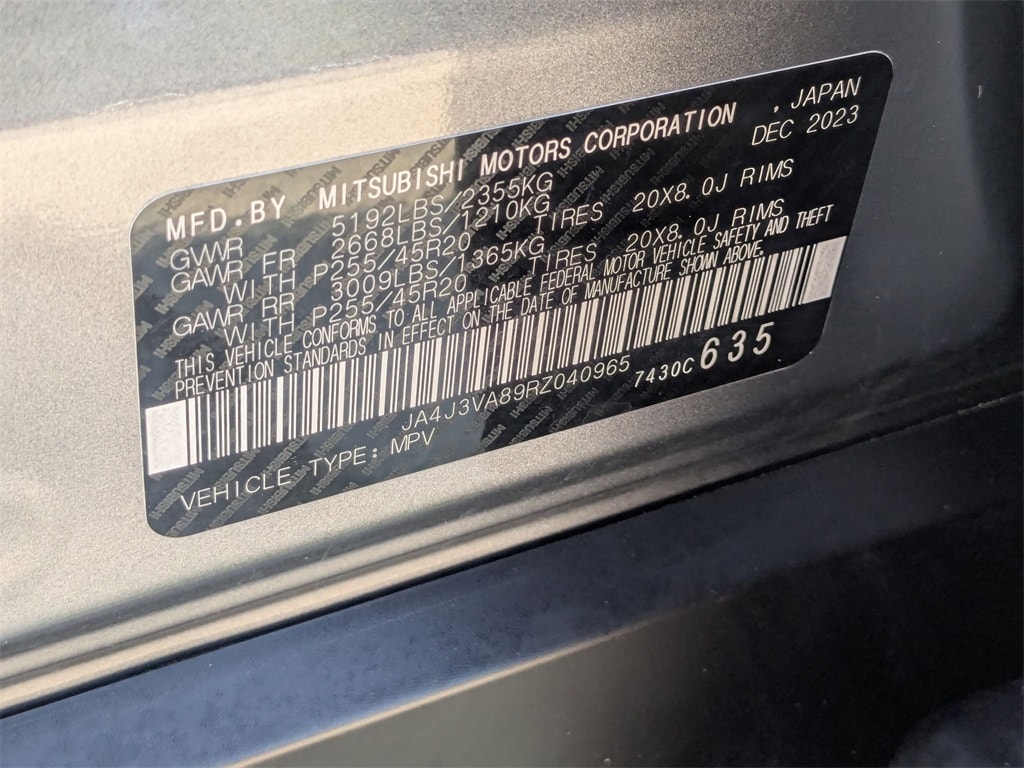 MFD.BY MITSUBISHI MOTORS CORPORATION , JAPAN
DEC 2023
GVWR 5192LBS/2355KG
GAWR FR 2668LBS/1210KG
WITH P255/45R20 TIRES 20X8.0J RIMS
GAWR RR 3009LBS/1365KG
WITH P255/45R20 TIRES 20X8.0J RIMS
THIS VEHICLE CONFORMS TO ALL APPLICABLE FEDERAL MOTOR VEHICLE SAFETY AND THEFT
PREVENTION STANDARDS IN EFFECT ON THE DATE OF MANUFACTURE SHOWN ABOVE.
JA4J3VA89RZ040965 7430C 635
VEHICLE TYPE: MPV